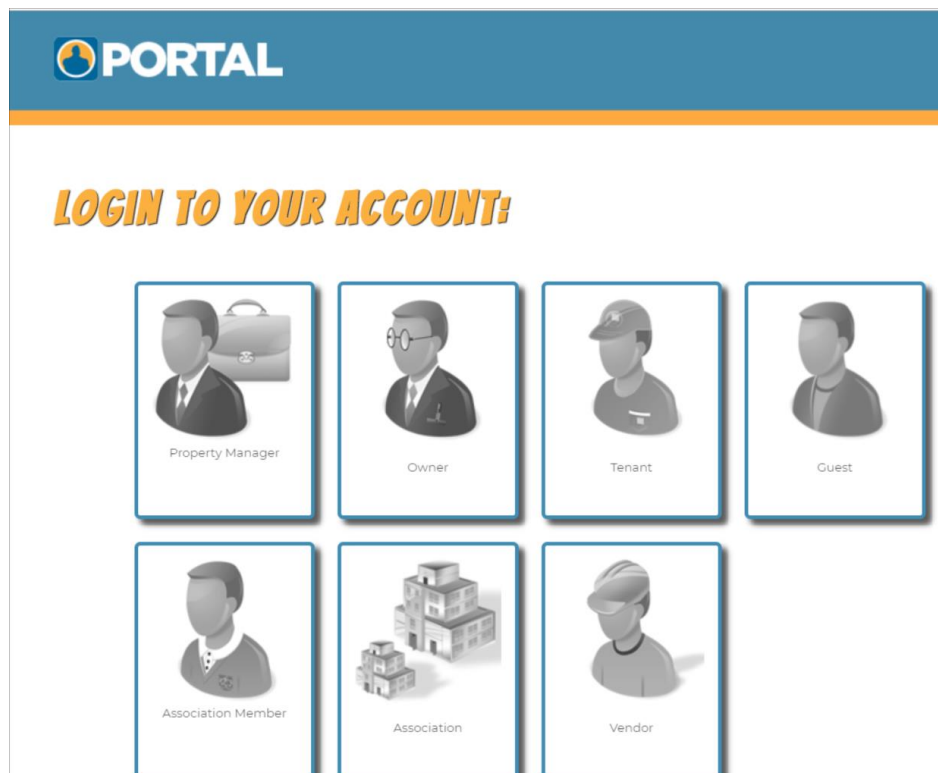 PORTAL
LOGIN TO YOUR ACCOUNT:
Property Manager
Owner
Tenant
Guest
Association Member
Association
Vendor